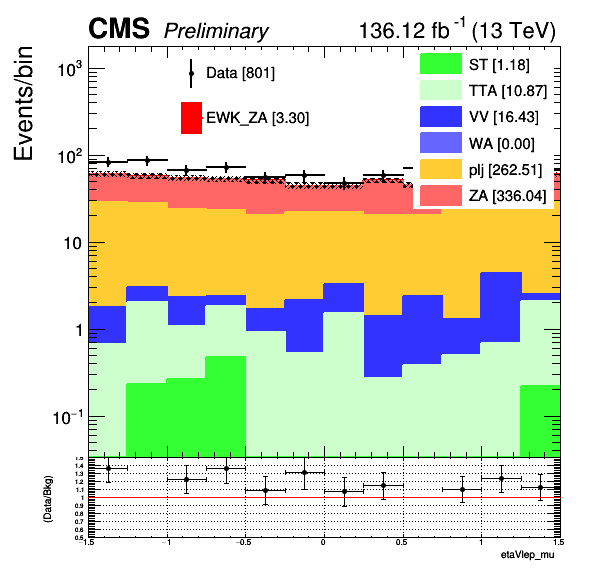 CMS Preliminary 136.12 fb⁻¹ (13 TeV)
Events/bin
10³
10²
10
1
10⁻¹
Data [801]
EWK_ZA [3.30]
ST [1.18]
TTA [10.87]
VV [16.43]
WA [0.00]
plj [262.51]
ZA [336.04]
(Data/Bkg)
1.5
1.4
1.3
1.2
1.1
1
0.9
0.8
0.7
0.6
0.5
−1.5 −1 −0.5 0 0.5 1 1.5
etaVlep_mu